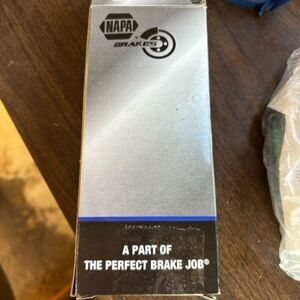 NAPA
®
BRAKES
A PART OF
THE PERFECT BRAKE JOB®